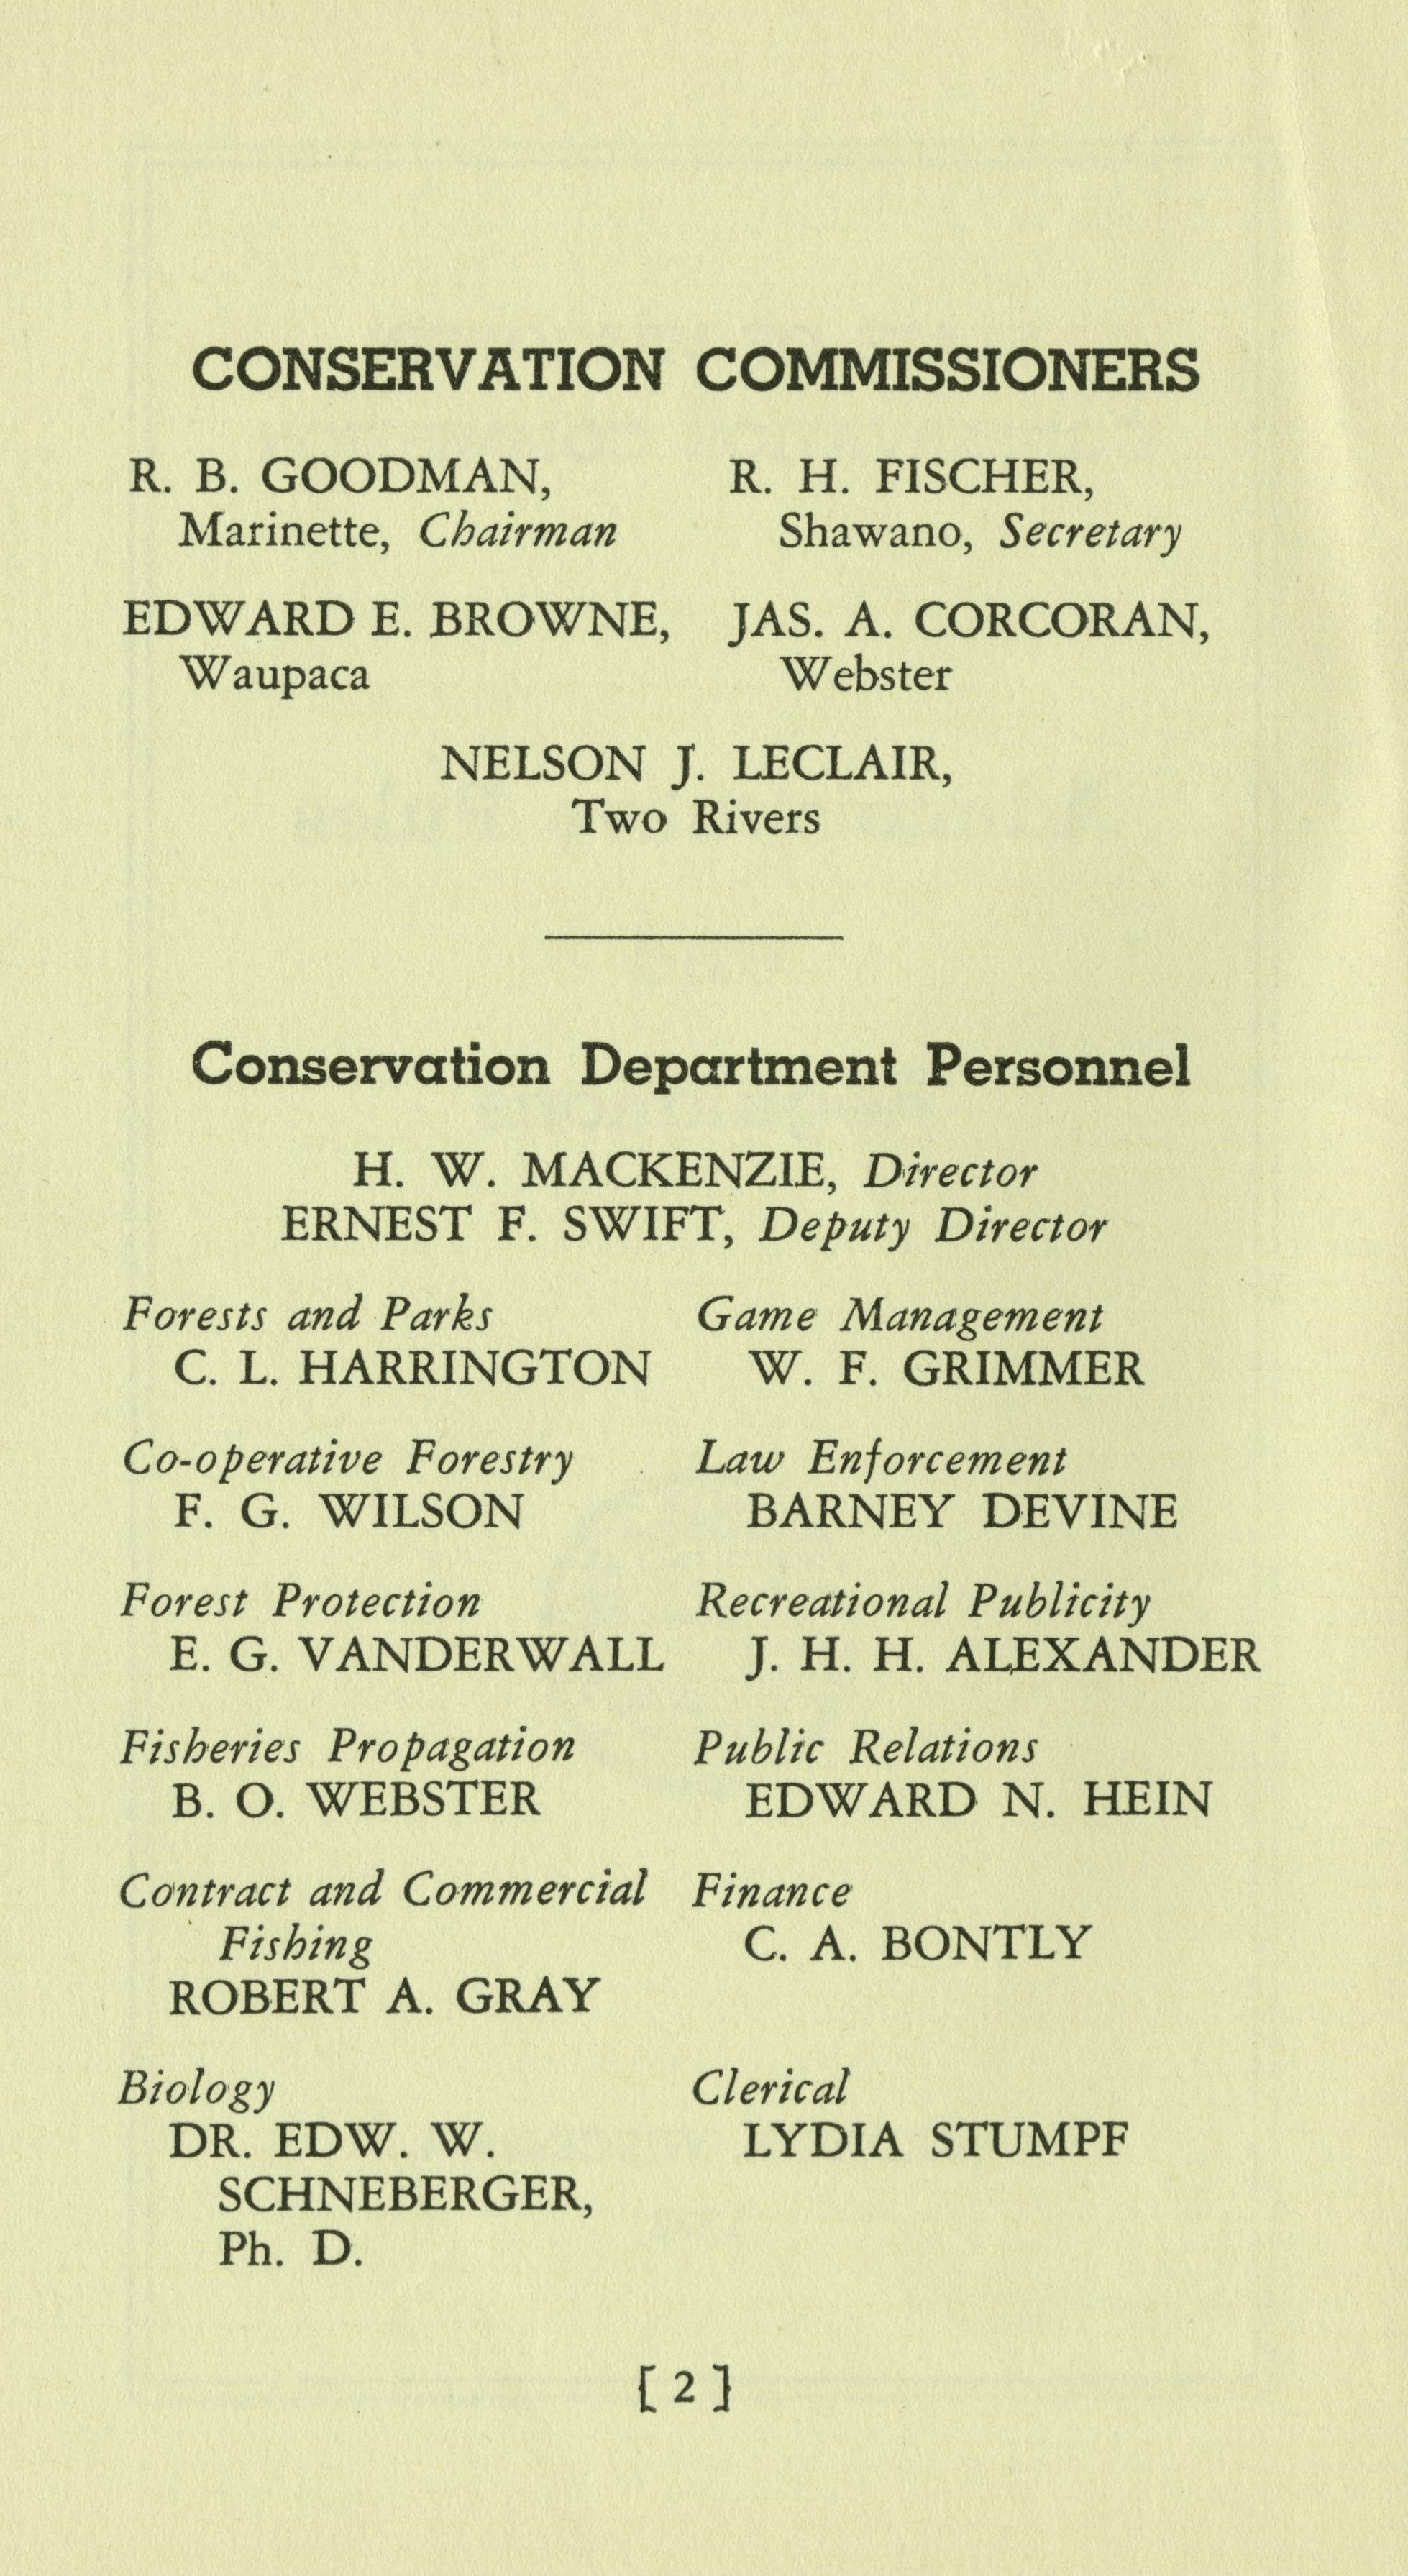 CONSERVATION COMMISSIONERS
R. B. GOODMAN,
Marinette, Chairman
R. H. FISCHER,
Shawano, Secretary
EDWARD E. BROWNE,
Waupaca
JAS. A. CORCORAN,
Webster
NELSON J. LECLAIR,
Two Rivers
Conservation Department Personnel
H. W. MACKENZIE, Director
ERNEST F. SWIFT, Deputy Director
Forests and Parks
C. L. HARRINGTON
Game Management
W. F. GRIMMER
Co-operative Forestry
F. G. WILSON
Law Enforcement
BARNEY DEVINE
Forest Protection
E. G. VANDERWALL
Recreational Publicity
J. H. H. ALEXANDER
Fisheries Propagation
B. O. WEBSTER
Public Relations
EDWARD N. HEIN
Contract and Commercial
Fishing
ROBERT A. GRAY
Finance
C. A. BONTLY
Biology
DR. EDW. W.
SCHNEBERGER,
Ph. D.
Clerical
LYDIA STUMPF
[ 2 ]